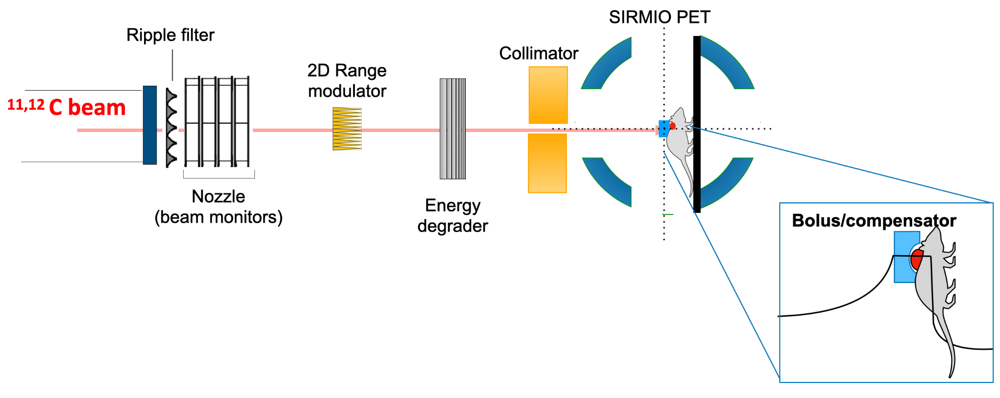 SIRMIO PET
Ripple filter
Collimator
2D Range
modulator
11,12 C beam
Nozzle
(beam monitors)
Energy
degrader
Bolus/compensator